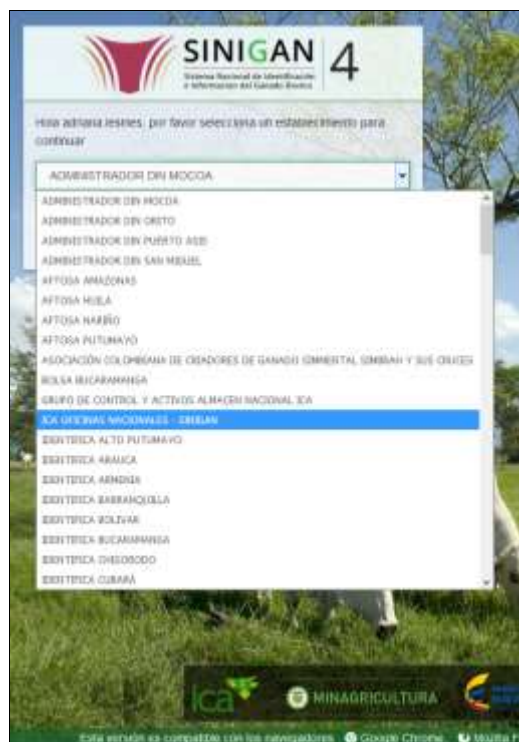 SINIGAN 4
Sistema Nacional de Identificación
e Información del Ganado Bovino
Hola adriana lesmes, por favor selecciona un establecimiento para
continuar
ADMINISTRADOR DIN MOCOA
ADMINISTRADOR DIN MOCOA
ADMINISTRADOR DIN ORITO
ADMINISTRADOR DIN PUERTO ASIS
ADMINISTRADOR DIN SAN MIGUEL
AFTOSA AMAZONAS
AFTOSA HUILA
AFTOSA NARIÑO
AFTOSA PUTUMAYO
ASOCIACIÓN COLOMBIANA DE CRIADORES DE GANADO SIMMENTAL SIMBRAH Y SUS CRUCES
BOLSA BUCARAMANGA
GRUPO DE CONTROL Y ACTIVOS ALMACEN NACIONAL ICA
ICA OFICINAS NACIONALES - SINIGAN
IDENTIFICA ALTO PUTUMAYO
IDENTIFICA ARAUCA
IDENTIFICA ARMENIA
IDENTIFICA BARRANQUILLA
IDENTIFICA BOLIVAR
IDENTIFICA BUCARAMANGA
IDENTIFICA CHIGORODO
IDENTIFICA CUBARÁ
ica MINAGRICULTURA
Esta versión es compatible con los navegadores Google Chrome Mozilla F